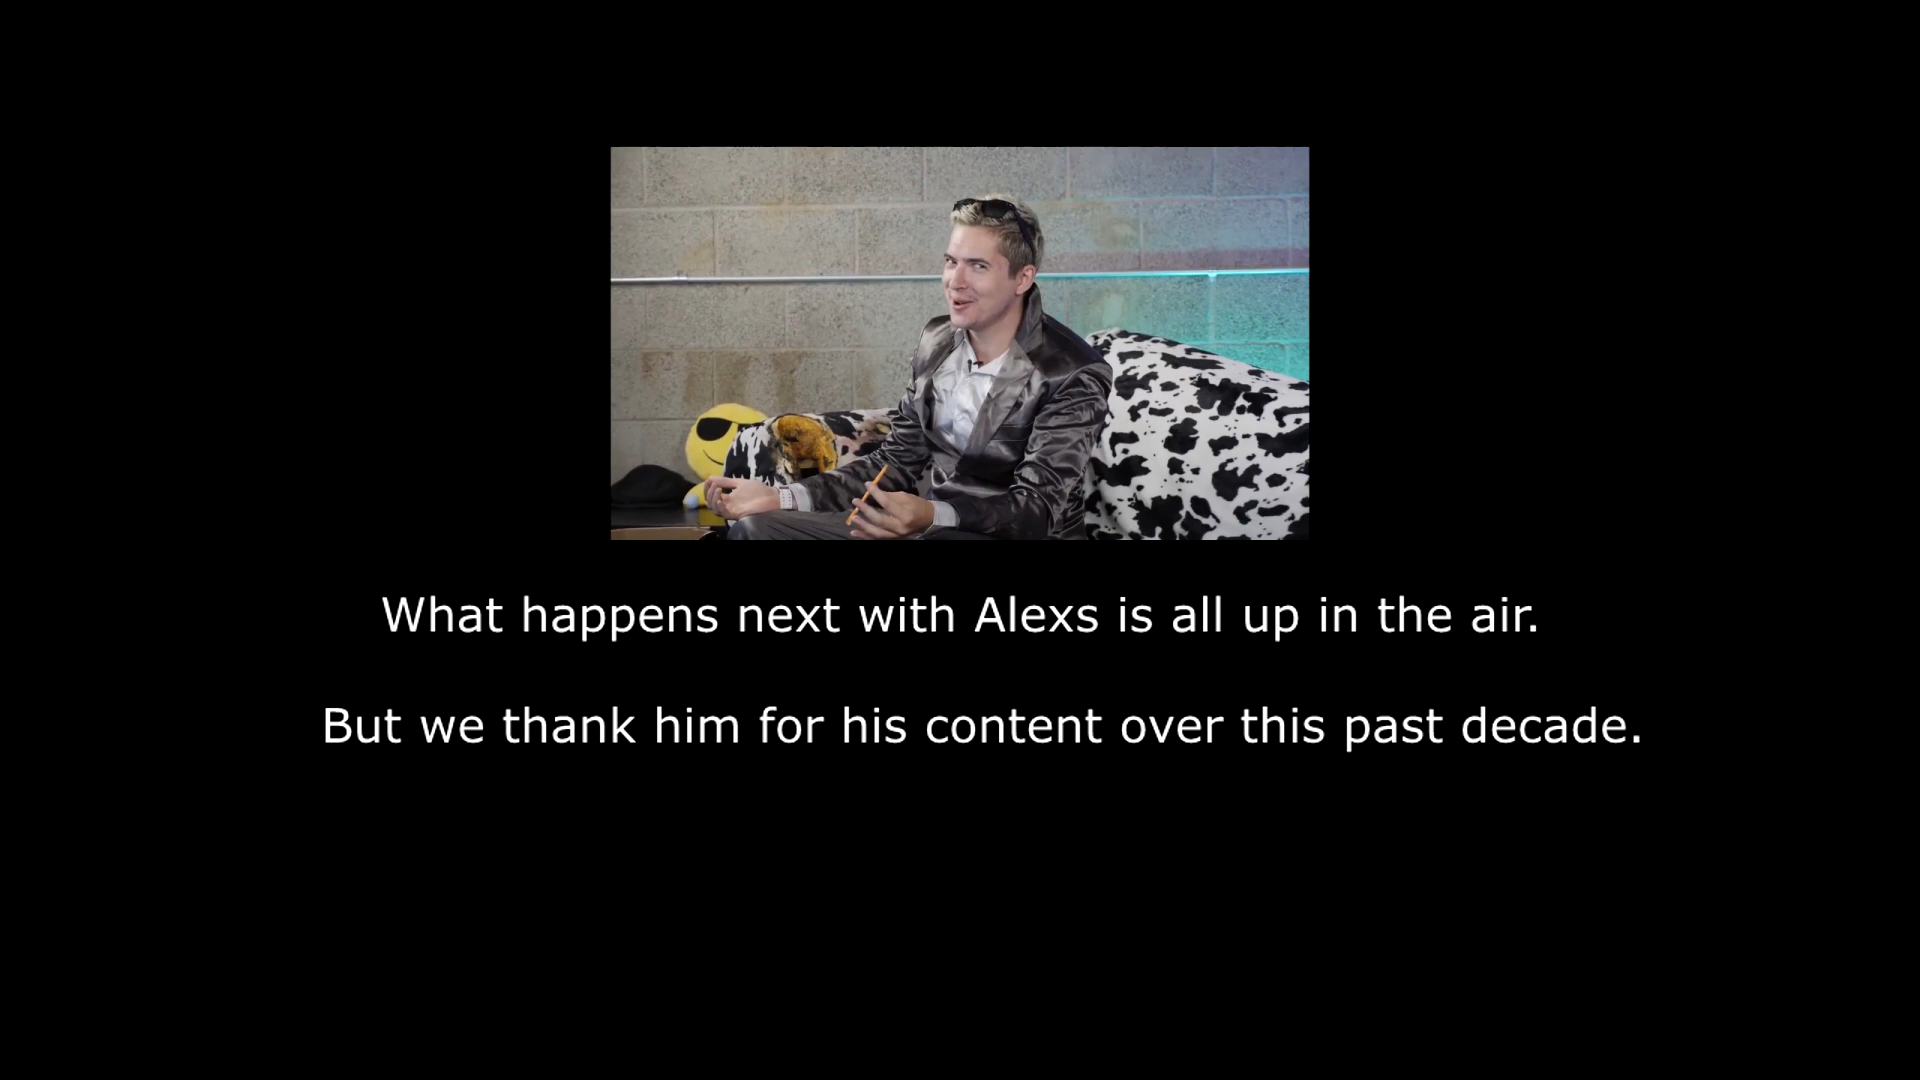 What happens next with Alexs is all up in the air.
But we thank him for his content over this past decade.